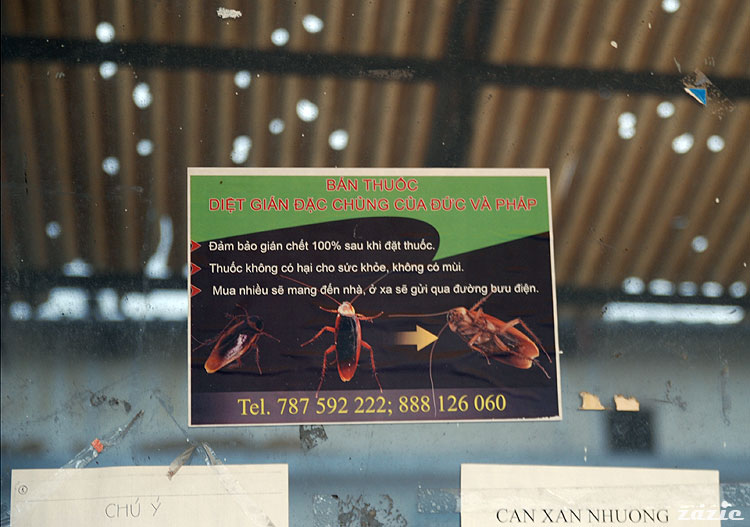 BÁN THUỐC
DIỆT GIÁN ĐẶC CHỦNG CỦA ĐỨC VÀ PHÁP
Đảm bảo gián chết 100% sau khi đặt thuốc.
Thuốc không có hại cho sức khỏe, không có mùi.
Mua nhiều sẽ mang đến nhà, ở xa sẽ gửi qua đường bưu điện.
Tel. 787 592 222; 888 126 060
CHÚ Ý
CAN XAN NHUONG
zázie